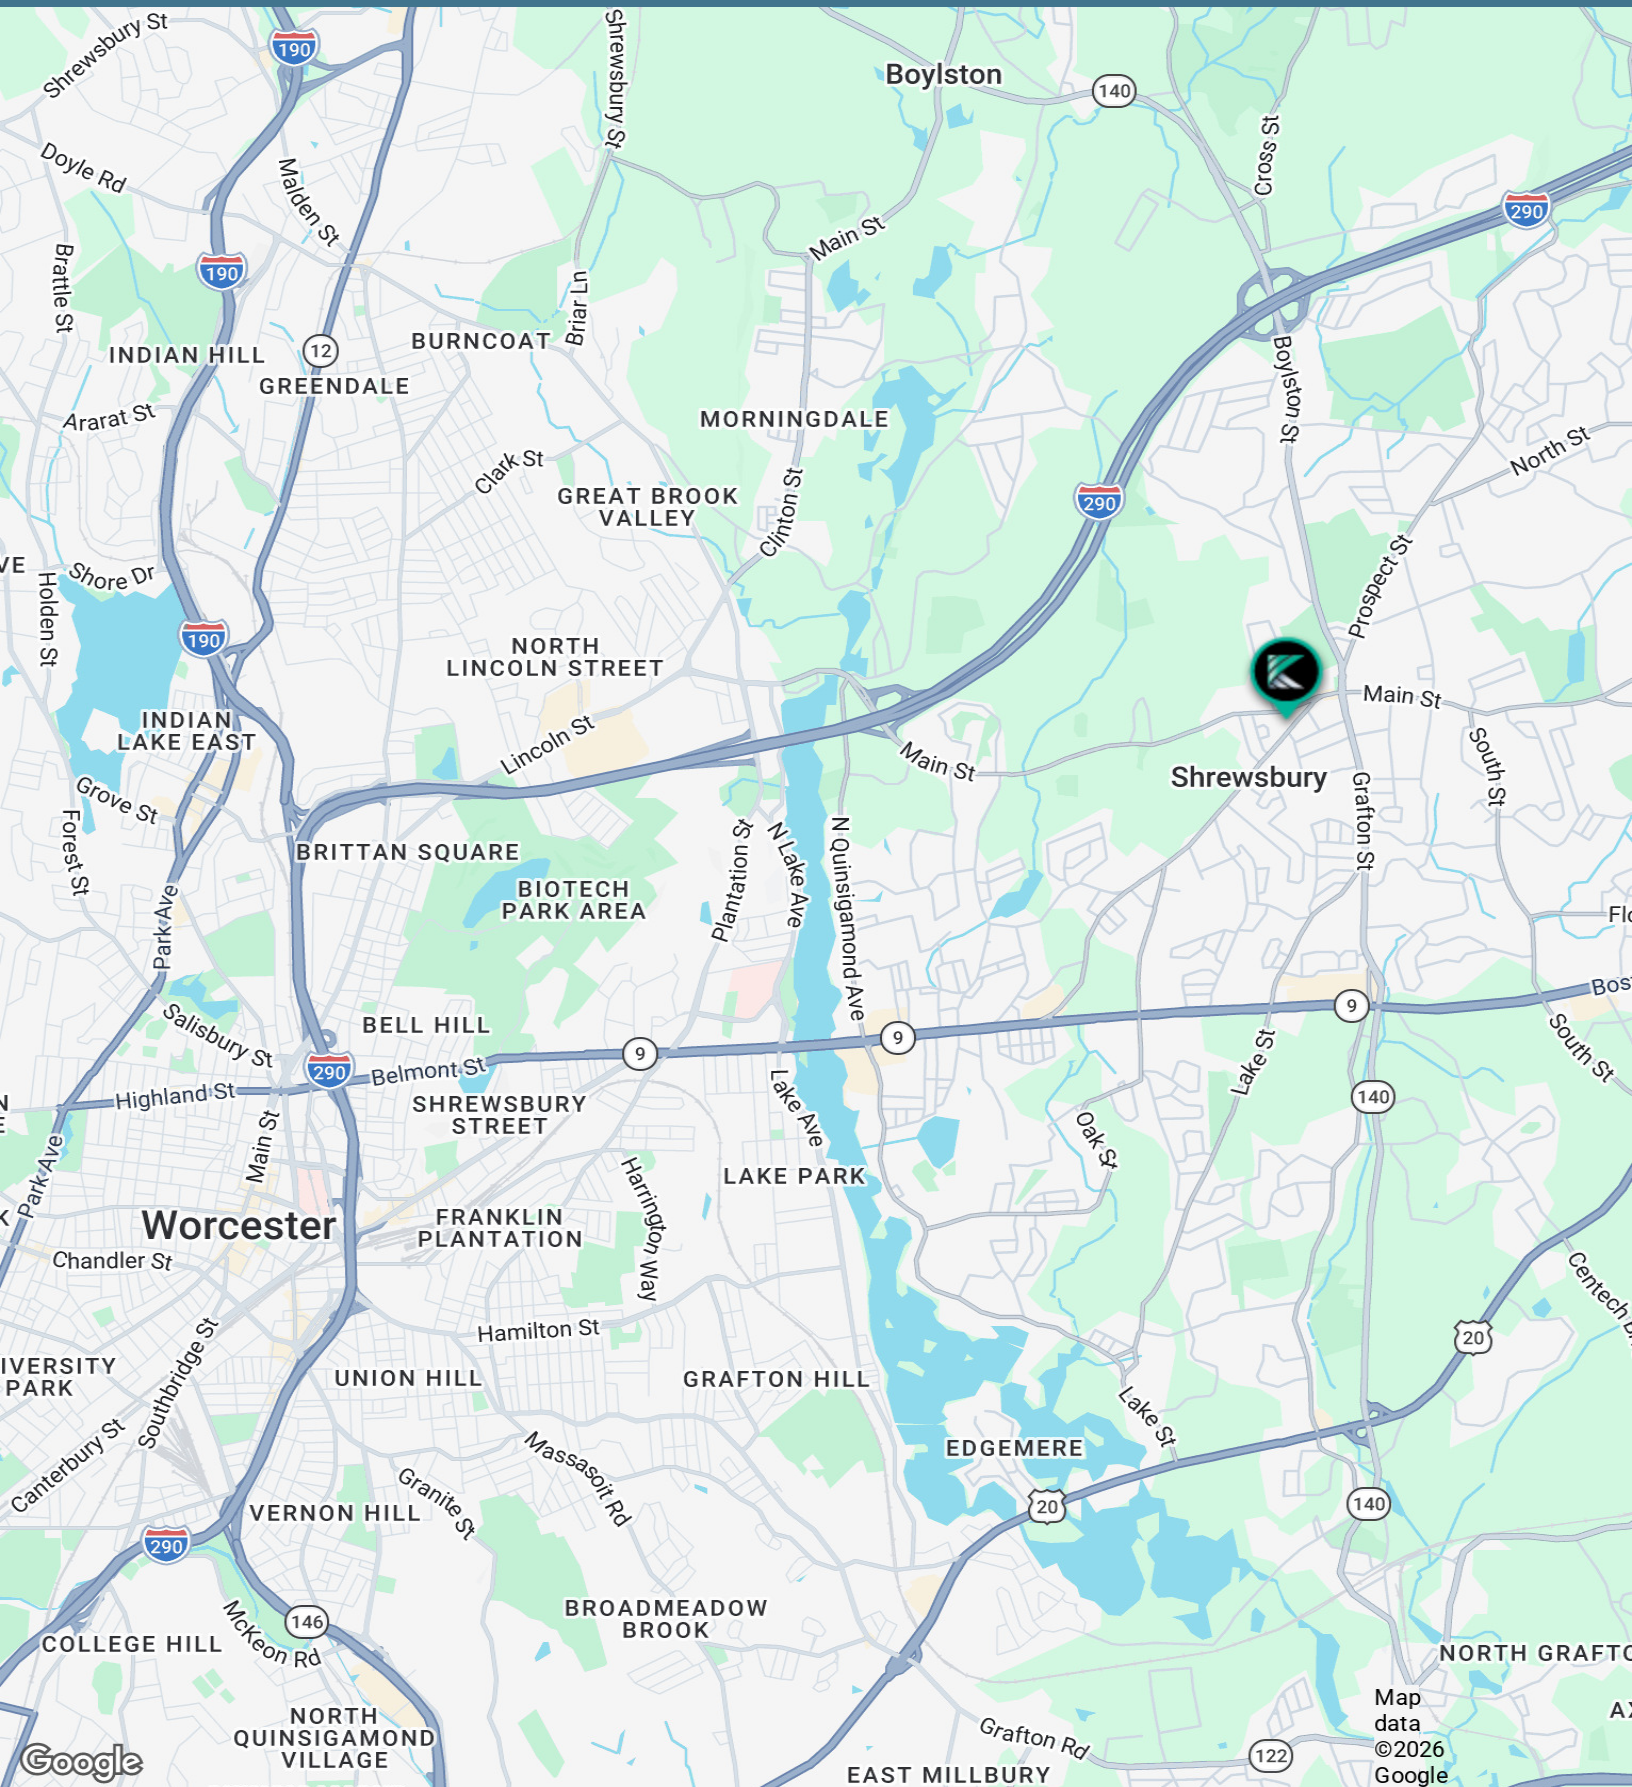 Shrewsbury St
190
Shrewsbury St
Boylston
140
Cross St
Doyle Rd
Malden St
290
190
Main St
Brattle St
Briar Ln
INDIAN HILL
12
BURNCOAT
GREENDALE
Boylston St
Ararat St
MORNINGDALE
North St
Clark St
GREAT BROOK
VALLEY
Clinton St
290
VE
Shore Dr
Prospect St
Holden St
190
NORTH
LINCOLN STREET
K
Main St
INDIAN
LAKE EAST
Lincoln St
Main St
South St
Shrewsbury
Grove St
Grafton St
Forest St
BRITTAN SQUARE
Plantation St
N Lake Ave
N Quinsigamond Ave
BIOTECH
PARK AREA
Park Ave
Flo
Bos
9
Salisbury St
BELL HILL
9
9
South St
290
Belmont St
Lake St
Highland St
140
N
E
SHREWSBURY
STREET
Lake Ave
Oak St
Main St
Park Ave
LAKE PARK
Harrington Way
K
Worcester
FRANKLIN
PLANTATION
Chandler St
Centech B
Hamilton St
20
IVERSITY
PARK
Southbridge St
UNION HILL
GRAFTON HILL
Lake St
Canterbury St
EDGEMERE
Massasoit Rd
Granite St
20
140
VERNON HILL
290
BROADMEADOW
BROOK
146
COLLEGE HILL
McKeon Rd
NORTH GRAFTO
NORTH
QUINSIGAMOND
VILLAGE
Grafton Rd
122
AX
Map
data
©2026
Google
Google
EAST MILLBURY